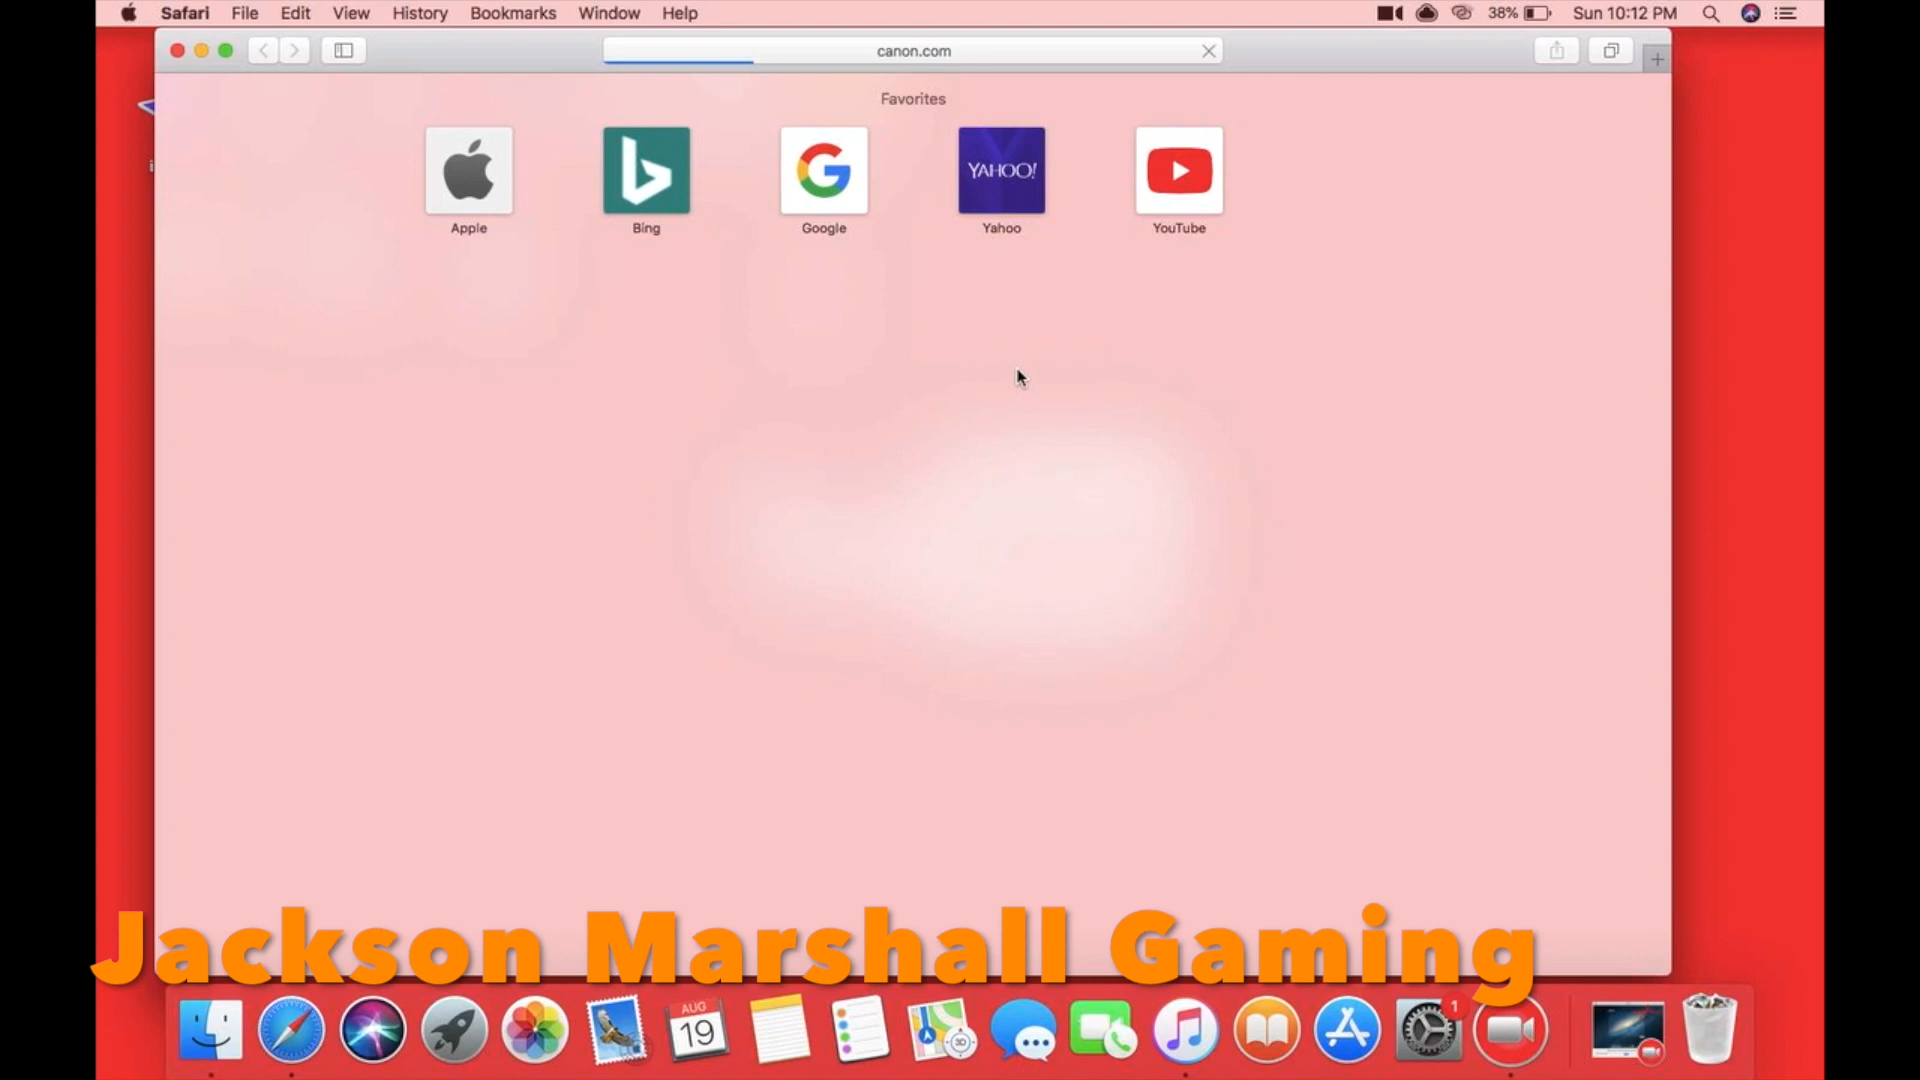 Safari File Edit View History Bookmarks Window Help 38% Sun 10:12 PM
canon.com
Favorites
YAHOO!
Apple Bing Google Yahoo YouTube
Jackson Marshall Gaming
AUG
19
3D
1